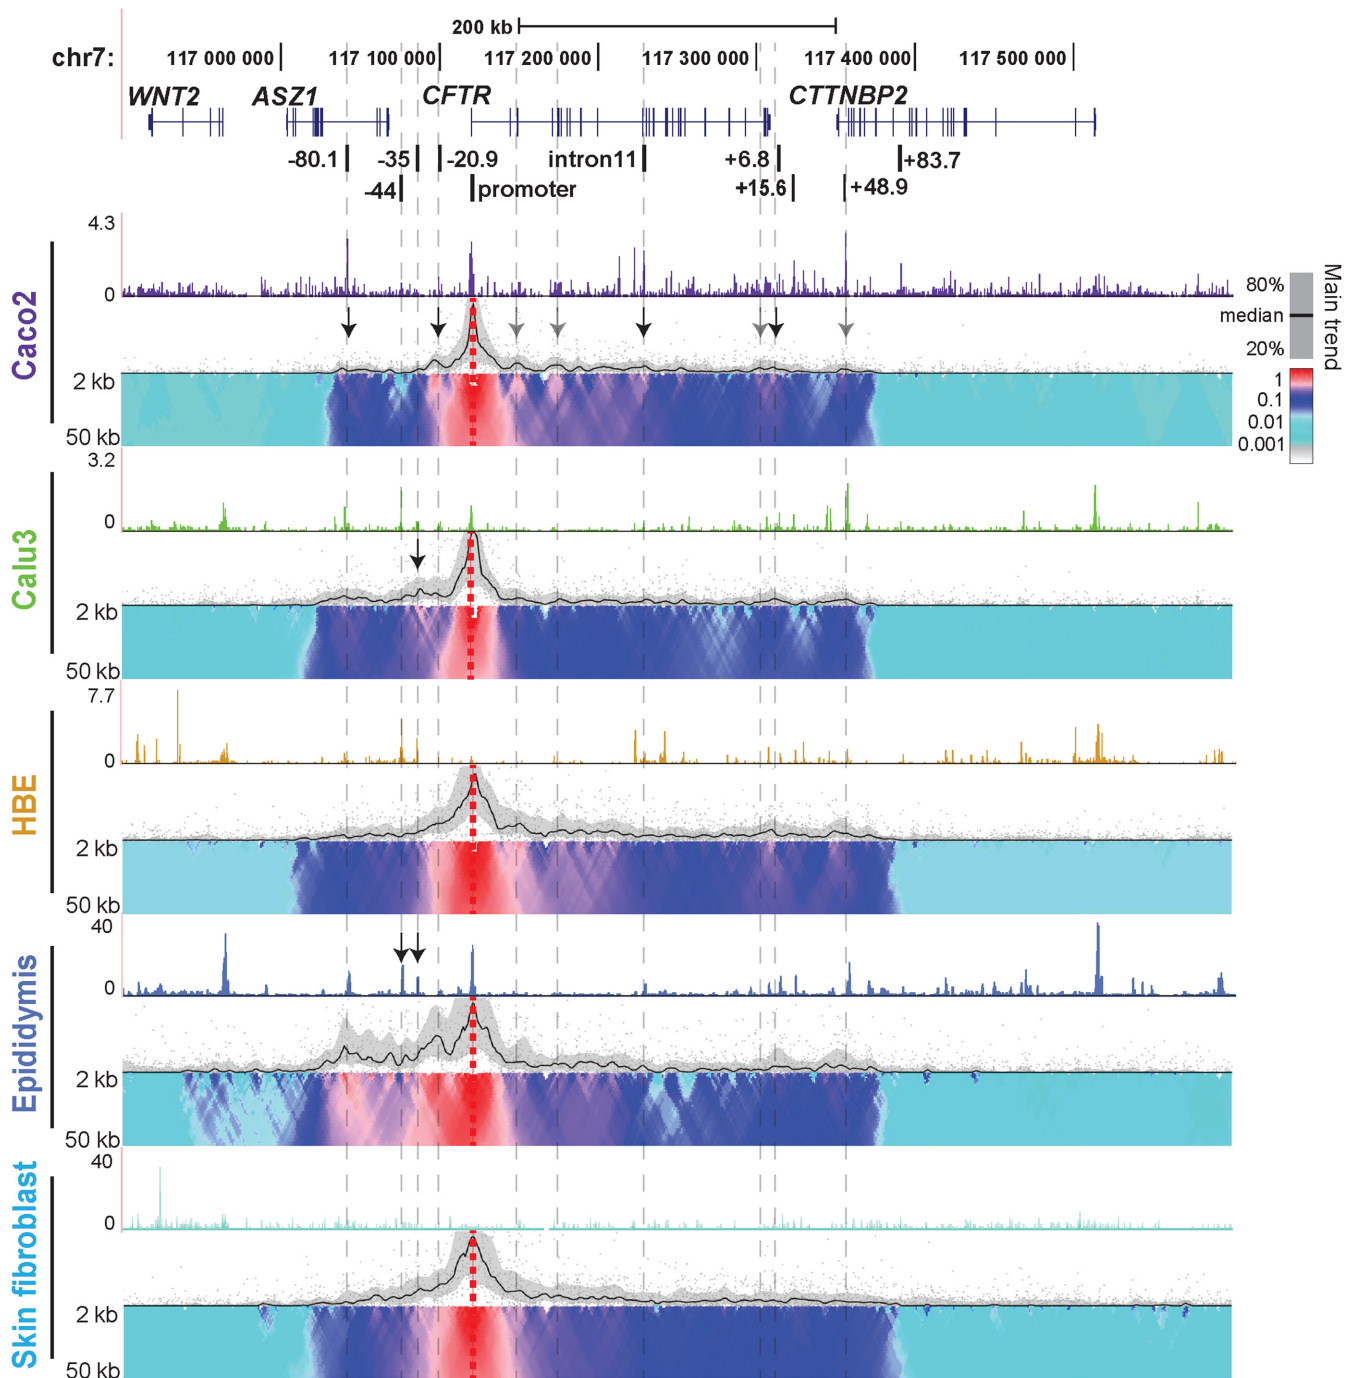 200 kb
chr7: 117 000 000 117 100 000 117 200 000 117 300 000 117 400 000 117 500 000
WNT2 ASZ1 CFTR CTTNBP2
-80.1 -35 -20.9 intron11 +6.8 +83.7
-44 promoter +15.6 +48.9
Caco2
4.3
0
2 kb
50 kb
80%
median
20%
Main trend
1
0.1
0.01
0.001
Calu3
3.2
0
2 kb
50 kb
HBE
7.7
0
2 kb
50 kb
Epididymis
40
0
2 kb
50 kb
Skin fibroblast
40
0
2 kb
50 kb